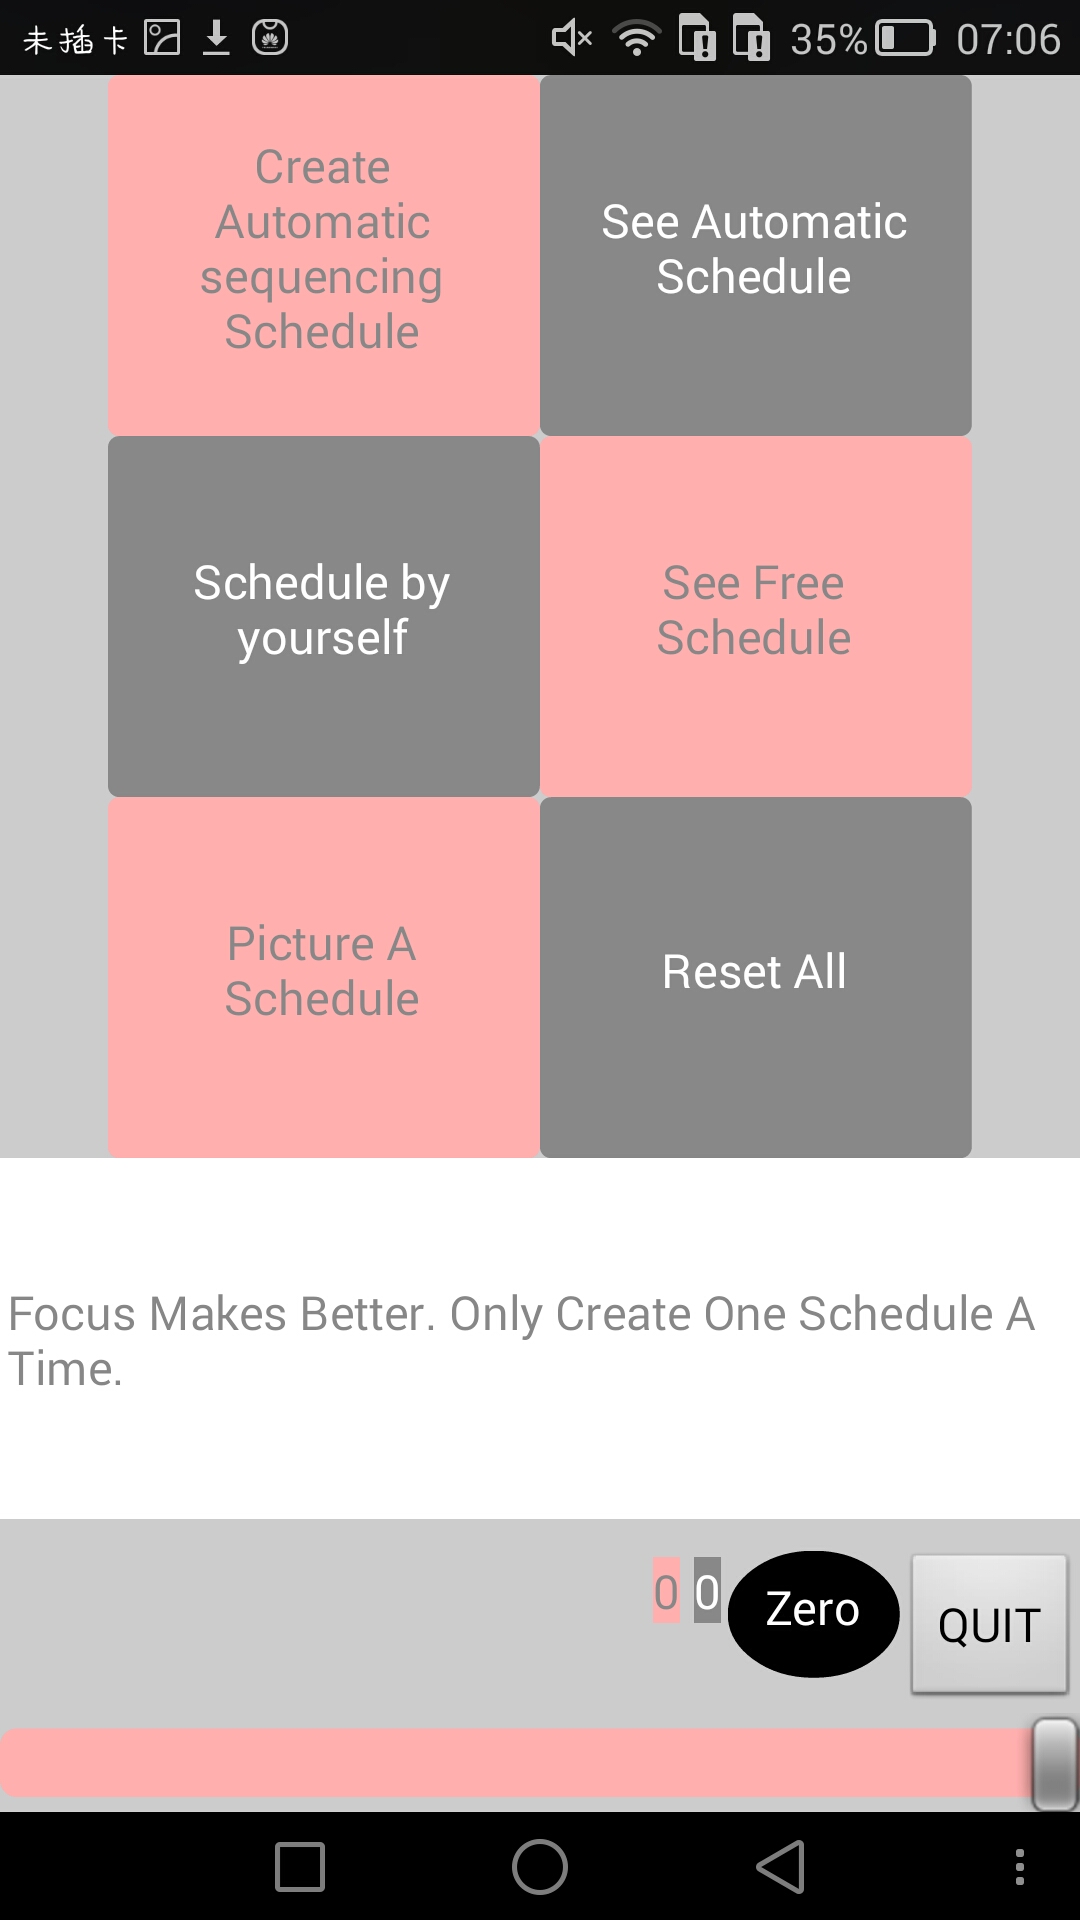 未插卡 35% 07:06
Create
Automatic
sequencing
Schedule
See Automatic
Schedule
Schedule by
yourself
See Free
Schedule
Picture A
Schedule
Reset All
Focus Makes Better. Only Create One Schedule A
Time.
0 0 Zero QUIT